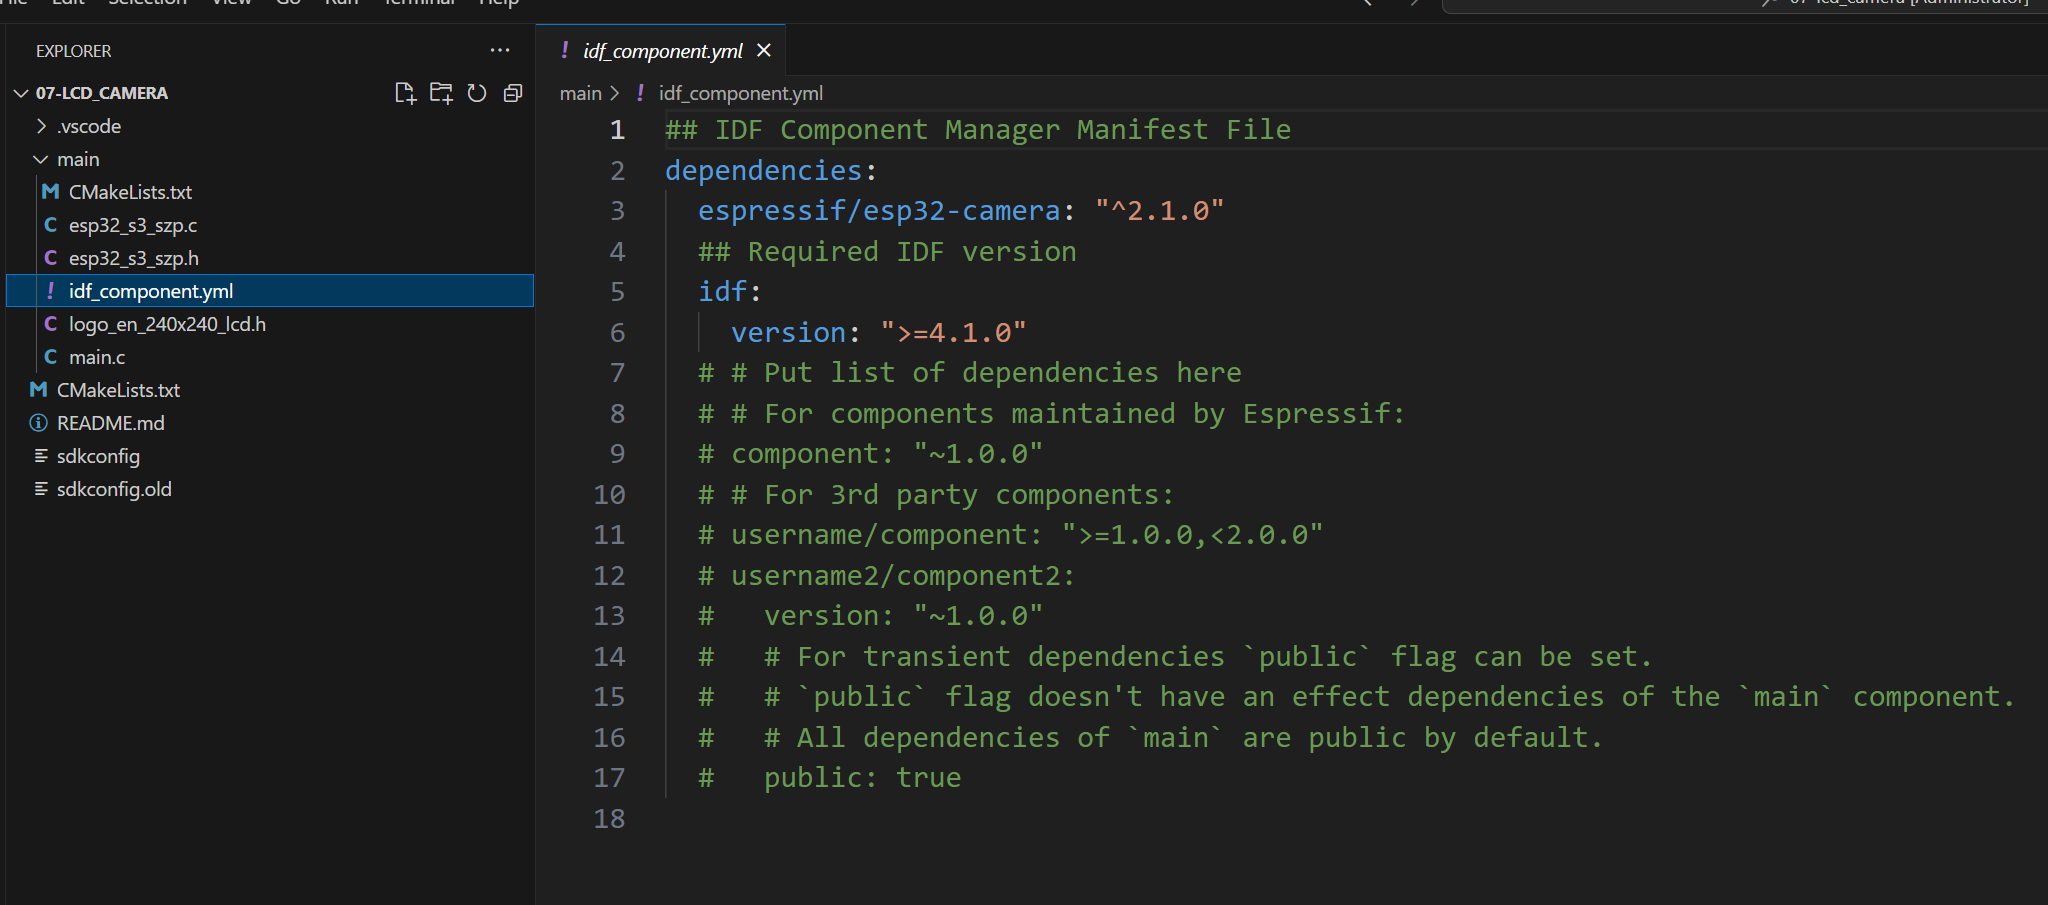 File Edit Selection View Go Run Terminal Help
07-lcd_camera [Administrator]
EXPLORER
07-LCD_CAMERA
.vscode
main
CMakeLists.txt
esp32_s3_szp.c
esp32_s3_szp.h
idf_component.yml
logo_en_240x240_lcd.h
main.c
CMakeLists.txt
README.md
sdkconfig
sdkconfig.old
! idf_component.yml
main > ! idf_component.yml
1 ## IDF Component Manager Manifest File
2 dependencies:
3   espressif/esp32-camera: "^2.1.0"
4   ## Required IDF version
5   idf:
6     version: ">=4.1.0"
7   # # Put list of dependencies here
8   # # For components maintained by Espressif:
9   # component: "~1.0.0"
10   # # For 3rd party components:
11   # username/component: ">=1.0.0,<2.0.0"
12   # username2/component2:
13   #   version: "~1.0.0"
14   #   # For transient dependencies `public` flag can be set.
15   #   # `public` flag doesn't have an effect dependencies of the `main` component.
16   #   # All dependencies of `main` are public by default.
17   #   public: true
18